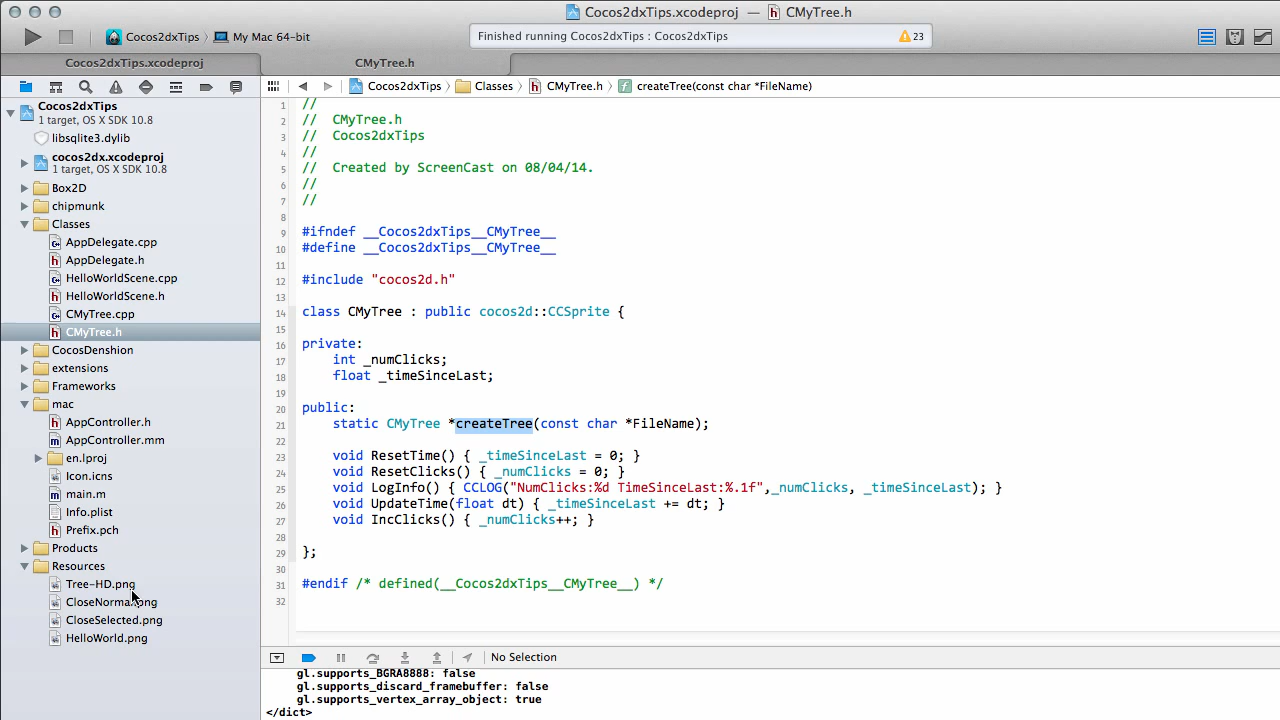 Cocos2dxTips.xcodeproj — CMyTree.h
Cocos2dxTips My Mac 64-bit
Finished running Cocos2dxTips : Cocos2dxTips
23
Cocos2dxTips.xcodeproj
CMyTree.h
Cocos2dxTips Classes CMyTree.h createTree(const char *FileName)
Cocos2dxTips
1 target, OS X SDK 10.8
libsqlite3.dylib
cocos2dx.xcodeproj
1 target, OS X SDK 10.8
Box2D
chipmunk
Classes
AppDelegate.cpp
AppDelegate.h
HelloWorldScene.cpp
HelloWorldScene.h
CMyTree.cpp
CMyTree.h
CocosDenshion
extensions
Frameworks
mac
AppController.h
AppController.mm
en.lproj
Icon.icns
main.m
Info.plist
Prefix.pch
Products
Resources
Tree-HD.png
CloseNormal.png
CloseSelected.png
HelloWorld.png
1 //
2 // CMyTree.h
3 // Cocos2dxTips
4 //
5 // Created by ScreenCast on 08/04/14.
6 //
7 //
8
9 #ifndef __Cocos2dxTips__CMyTree__
10 #define __Cocos2dxTips__CMyTree__
11
12 #include "cocos2d.h"
13
14 class CMyTree : public cocos2d::CCSprite {
15
16 private:
17 int _numClicks;
18 float _timeSinceLast;
19
20 public:
21 static CMyTree *createTree(const char *FileName);
22
23 void ResetTime() { _timeSinceLast = 0; }
24 void ResetClicks() { _numClicks = 0; }
25 void LogInfo() { CCLOG("NumClicks:%d TimeSinceLast:%.1f",_numClicks, _timeSinceLast); }
26 void UpdateTime(float dt) { _timeSinceLast += dt; }
27 void IncClicks() { _numClicks++; }
28
29 };
30
31 #endif /* defined(__Cocos2dxTips__CMyTree__) */
32
No Selection
gl.supports_BGRA8888: false
gl.supports_discard_framebuffer: false
gl.supports_vertex_array_object: true
</dict>